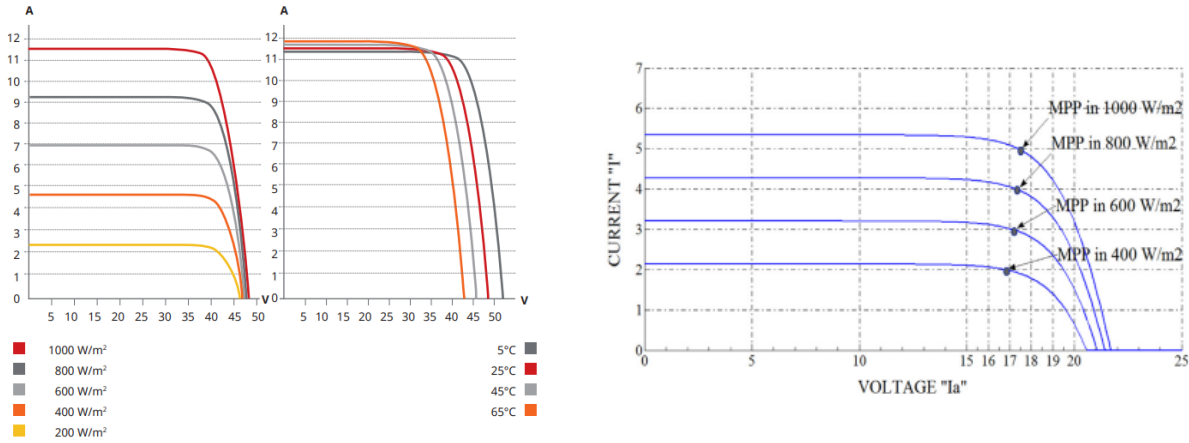 A
12
11
10
9
8
7
6
5
4
3
2
1
0
5 10 15 20 25 30 35 40 45 50
V
A
12
11
10
9
8
7
6
5
4
3
2
1
0
5 10 15 20 25 30 35 40 45 50
V
1000 W/m²
800 W/m²
600 W/m²
400 W/m²
200 W/m²
5°C
25°C
45°C
65°C
CURRENT "I"
7
6
5
4
3
2
1
0
MPP in 1000 W/m2
MPP in 800 W/m2
MPP in 600 W/m2
MPP in 400 W/m2
0 5 10 15 16 17 18 19 20 25
VOLTAGE "Ia"